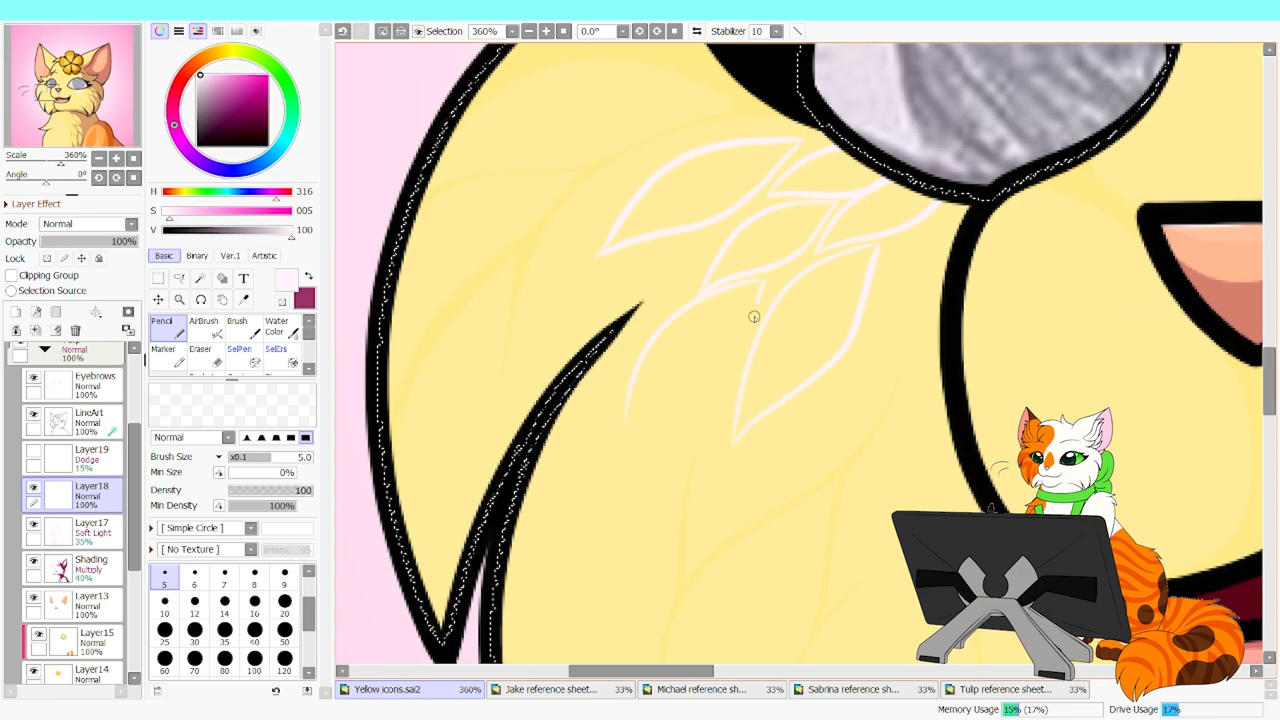 Selection 360% 0.0° Stabilizer 10
Scale 360%
Angle 0°
Layer Effect
Mode Normal
Opacity 100%
Lock
Clipping Group
Selection Source
Normal
100%
Eyebrows
Normal
100%
LineArt
Normal
100%
Layer19
Dodge
15%
Layer18
Normal
100%
Layer17
Soft Light
35%
Shading
Multiply
40%
Layer13
Normal
100%
Layer15
Normal
100%
Layer14
Normal
H 316
S 005
V 100
Basic Binary Ver.1 Artistic
T
Pencil AirBrush Brush Water Color
Marker Eraser SelPen SelErs
Normal
Brush Size x0.1 5.0
Min Size 0%
Density 100
Min Density 100%
[ Simple Circle ]
[ No Texture ]
5 6 7 8 9
10 12 14 16 20
25 30 35 40 50
60 70 80 100 120
Yellow icons.sai2 360% Jake reference sheet... 33% Michael reference sh... 33% Sabrina reference sh... 33% Tulip reference sheet... 33%
Memory Usage 15% (17%) Drive Usage 17%